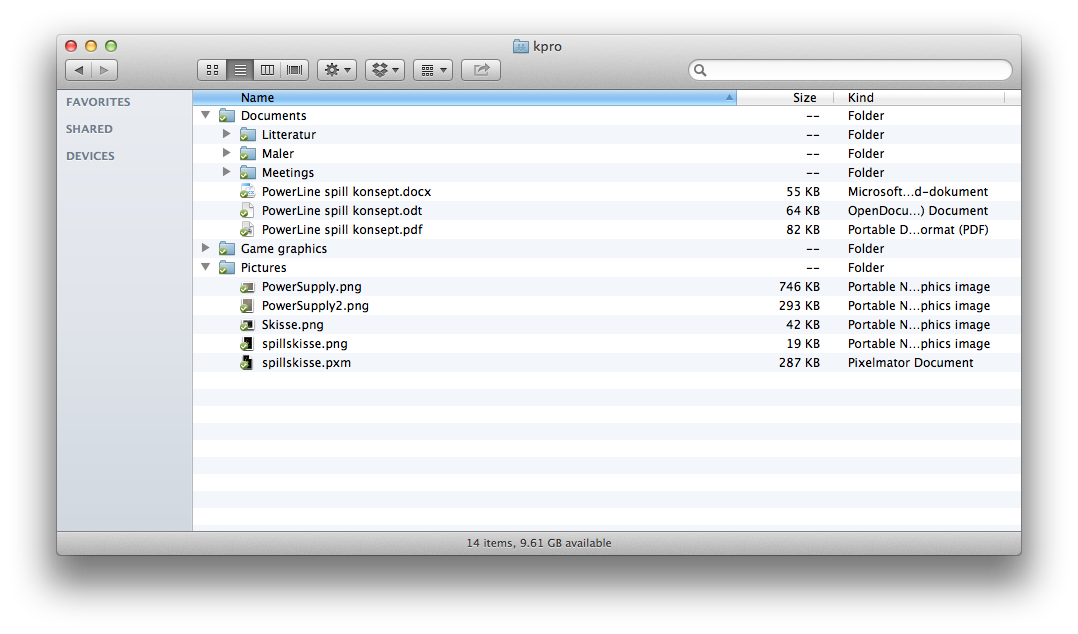 kpro
FAVORITES
SHARED
DEVICES
Name Size Kind
Documents -- Folder
Litteratur -- Folder
Maler -- Folder
Meetings -- Folder
PowerLine spill konsept.docx 55 KB Microsoft...d-dokument
PowerLine spill konsept.odt 64 KB OpenDocu...) Document
PowerLine spill konsept.pdf 82 KB Portable D...ormat (PDF)
Game graphics -- Folder
Pictures -- Folder
PowerSupply.png 746 KB Portable N...phics image
PowerSupply2.png 293 KB Portable N...phics image
Skisse.png 42 KB Portable N...phics image
spillskisse.png 19 KB Portable N...phics image
spillskisse.pxm 287 KB Pixelmator Document
14 items, 9.61 GB available